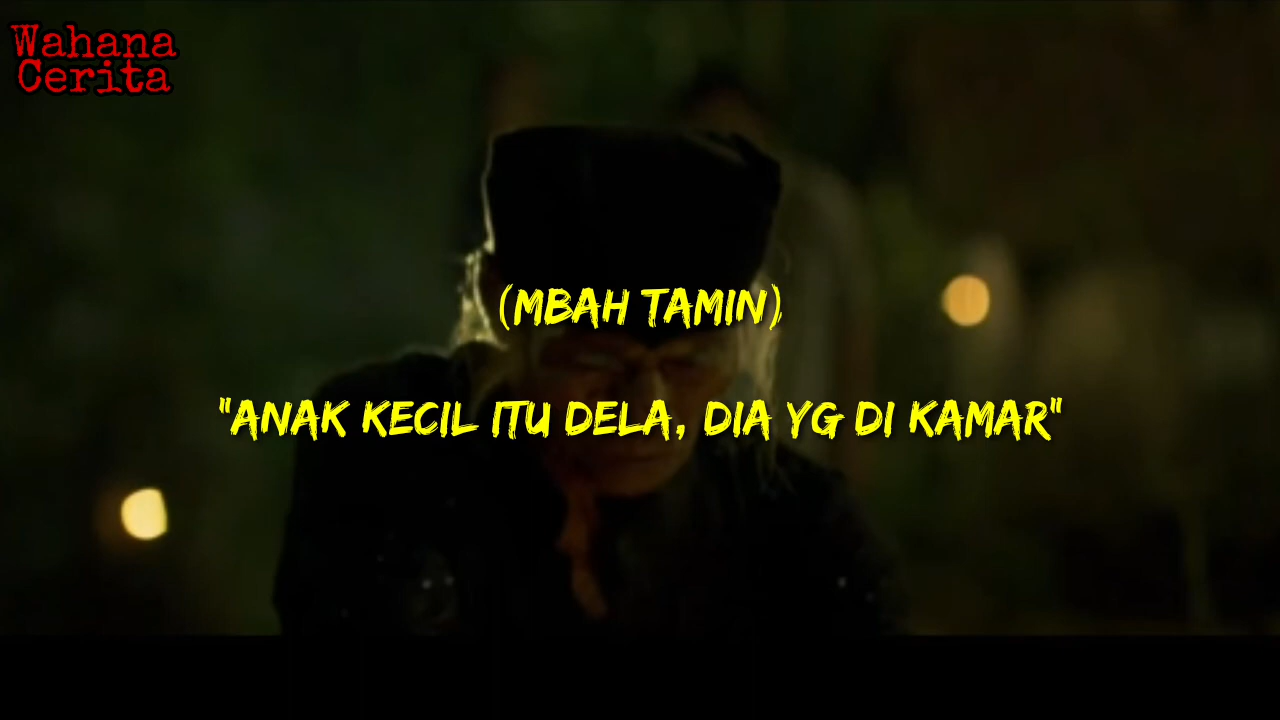 Wahana
Cerita
(MBAH TAMIN)
"ANAK KECIL ITU DELA, DIA YG DI KAMAR"